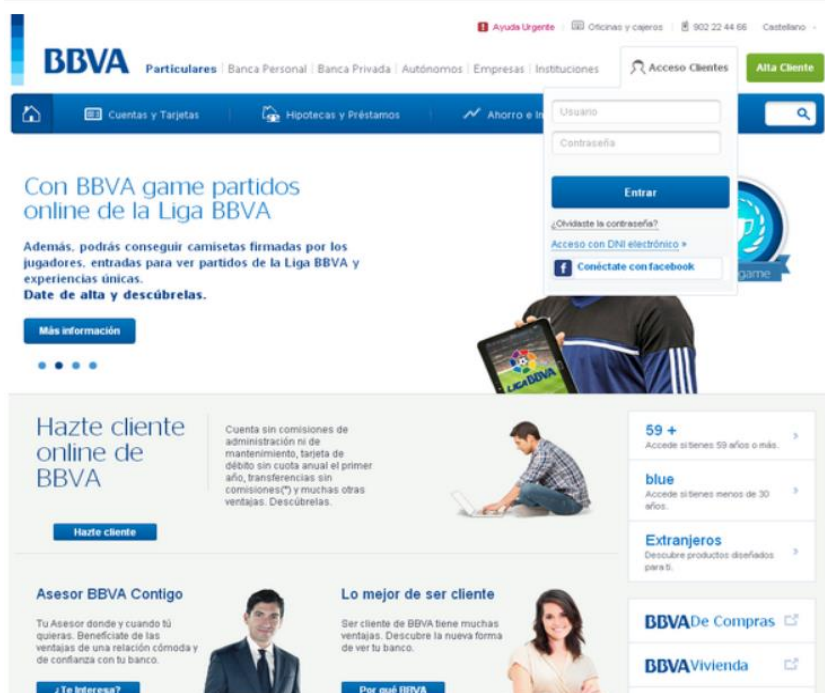 Ayuda Urgente
Oficinas y cajeros
902 22 44 66
Castellano
BBVA
Particulares
Banca Personal
Banca Privada
Autónomos
Empresas
Instituciones
Acceso Clientes
Alta Cliente
Cuentas y Tarjetas
Hipotecas y Préstamos
Ahorro e In
Usuario
Contraseña
Entrar
¿Olvidaste la contraseña?
Acceso con DNI electrónico »
f Conéctate con facebook
Con BBVA game partidos
online de la Liga BBVA
Además, podrás conseguir camisetas firmadas por los
jugadores, entradas para ver partidos de la Liga BBVA y
experiencias únicas.
Date de alta y descúbrelas.
Más información
game
LIGA BBVA
Hazte cliente
online de
BBVA
Cuenta sin comisiones de
administración ni de
mantenimiento, tarjeta de
débito sin cuota anual el primer
año, transferencias sin
comisiones(*) y muchas otras
ventajas. Descúbrelas.
Hazte cliente
59 +
Accede si tienes 59 años o más.
blue
Accede si tienes menos de 30
años.
Extranjeros
Descubre productos diseñados
para ti.
Asesor BBVA Contigo
Tu Asesor donde y cuando tú
quieras. Benefíciate de las
ventajas de una relación cómoda y
de confianza con tu banco.
¿Te Interesa?
Lo mejor de ser cliente
Ser cliente de BBVA tiene muchas
ventajas. Descubre la nueva forma
de ver tu banco.
Por qué BBVA
BBVA De Compras
BBVA Vivienda